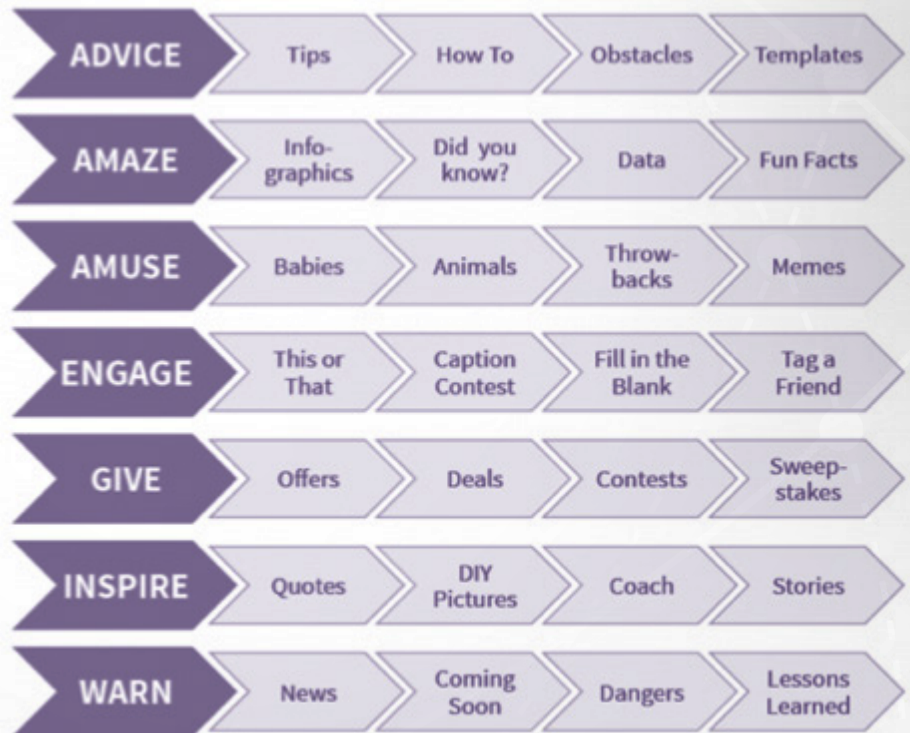 ADVICE Tips How To Obstacles Templates
AMAZE Info-
graphics Did you
know? Data Fun Facts
AMUSE Babies Animals Throw-
backs Memes
ENGAGE This or
That Caption
Contest Fill in the
Blank Tag a
Friend
GIVE Offers Deals Contests Sweep-
stakes
INSPIRE Quotes DIY
Pictures Coach Stories
WARN News Coming
Soon Dangers Lessons
Learned